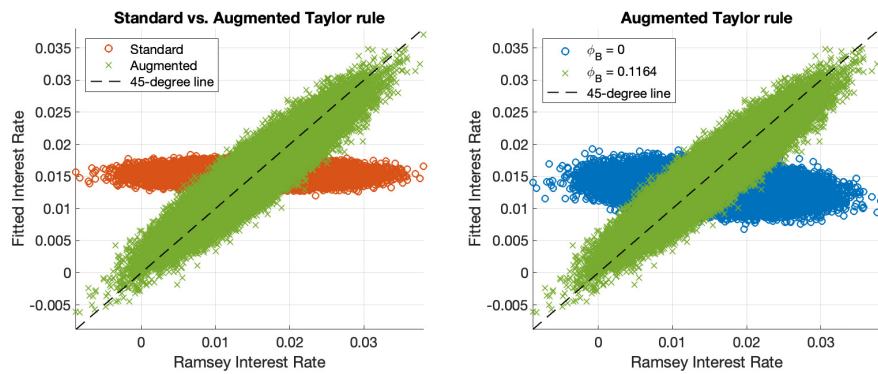 Standard vs. Augmented Taylor rule
Standard
Augmented
45-degree line
0.035
0.03
0.025
0.02
0.015
0.01
0.005
0
-0.005
0
0.01
0.02
0.03
Fitted Interest Rate
Ramsey Interest Rate
Augmented Taylor rule
ϕ_B = 0
ϕ_B = 0.1164
45-degree line
0.035
0.03
0.025
0.02
0.015
0.01
0.005
0
-0.005
0
0.01
0.02
0.03
Fitted Interest Rate
Ramsey Interest Rate